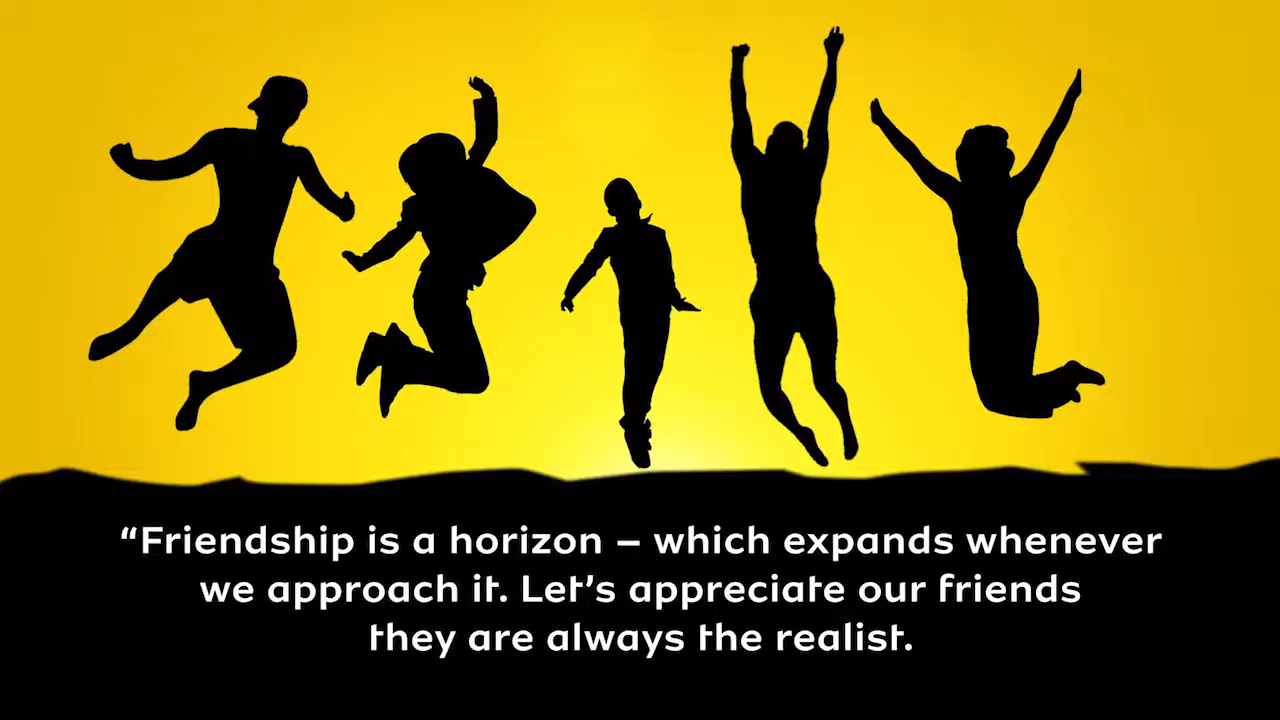 “Friendship is a horizon – which expands whenever
we approach it. Let’s appreciate our friends
they are always the realist.